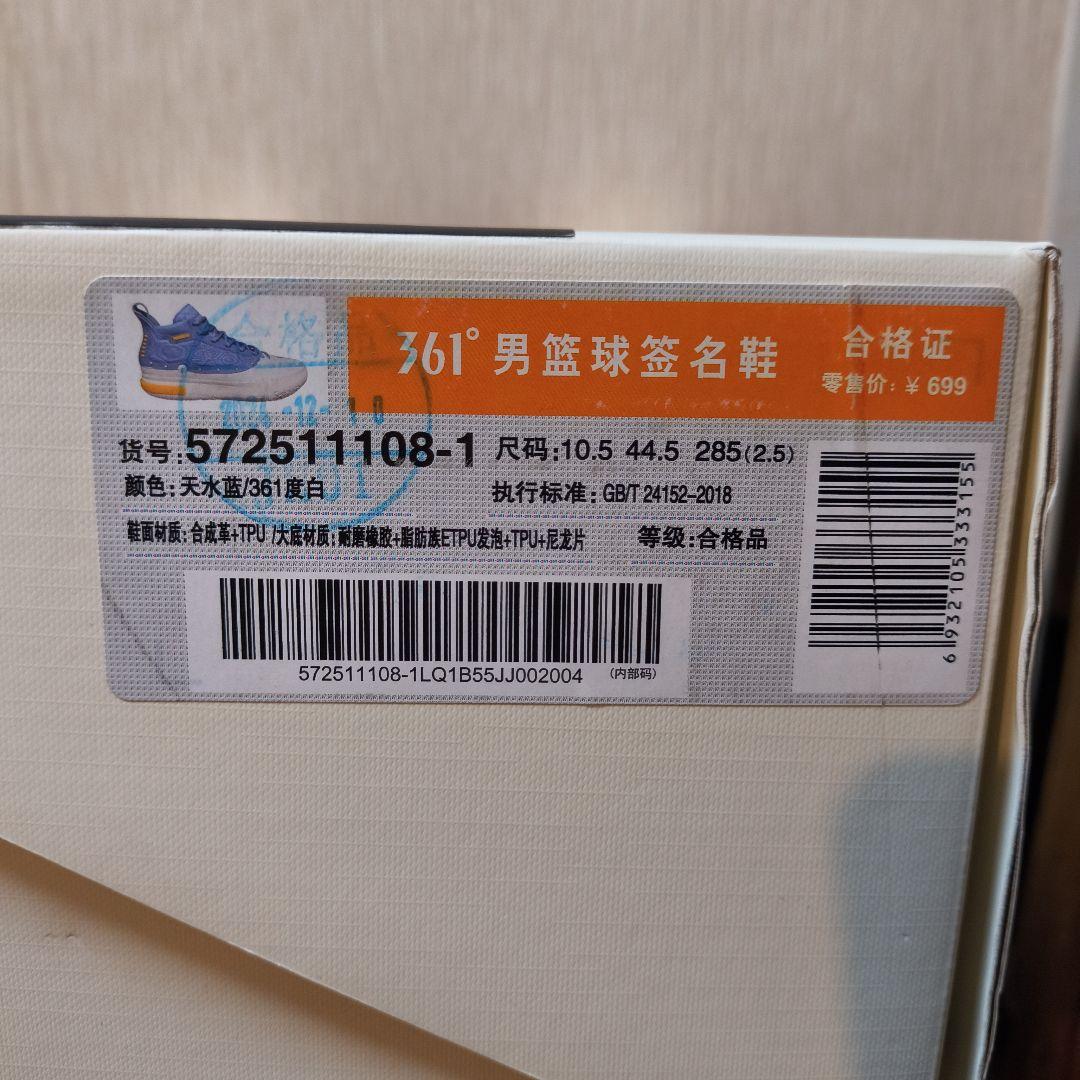 361°男篮球签名鞋
合格证
零售价：¥ 699
货号:572511108-1
尺码:10.5 44.5 285(2.5)
颜色:天水蓝/361度白
执行标准: GB/T 24152-2018
鞋面材质: 合成革+TPU /大底材质: 耐磨橡胶+脂肪族ETPU发泡+TPU+尼龙片
等级:合格品
572511108-1LQ1B55JJ002004
(内部码)
6932105333155